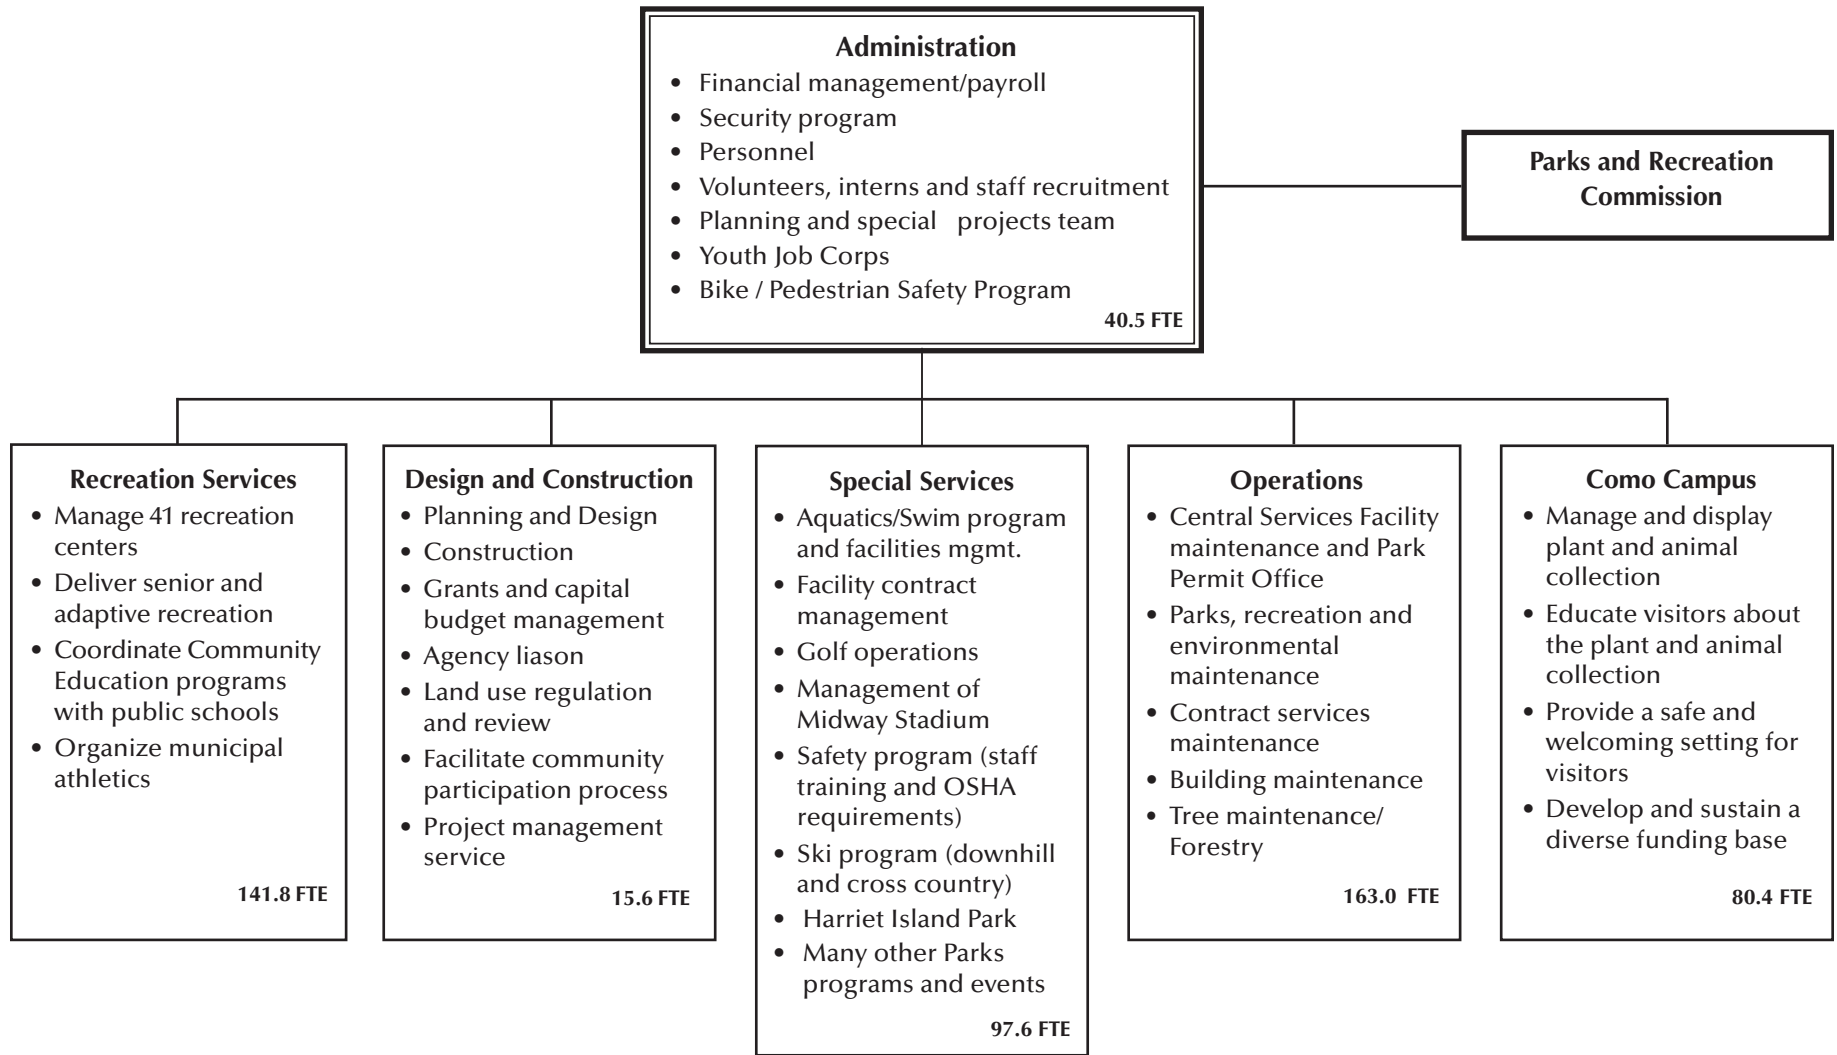 Administration
• Financial management/payroll
• Security program
• Personnel
• Volunteers, interns and staff recruitment
• Planning and special projects team
• Youth Job Corps
• Bike / Pedestrian Safety Program
40.5 FTE
Parks and Recreation
Commission
Recreation Services
• Manage 41 recreation
centers
• Deliver senior and
adaptive recreation
• Coordinate Community
Education programs
with public schools
• Organize municipal
athletics
141.8 FTE
Design and Construction
• Planning and Design
• Construction
• Grants and capital
budget management
• Agency liason
• Land use regulation
and review
• Facilitate community
participation process
• Project management
service
15.6 FTE
Special Services
• Aquatics/Swim program
and facilities mgmt.
• Facility contract
management
• Golf operations
• Management of
Midway Stadium
• Safety program (staff
training and OSHA
requirements)
• Ski program (downhill
and cross country)
• Harriet Island Park
• Many other Parks
programs and events
97.6 FTE
Operations
• Central Services Facility
maintenance and Park
Permit Office
• Parks, recreation and
environmental
maintenance
• Contract services
maintenance
• Building maintenance
• Tree maintenance/
Forestry
163.0 FTE
Como Campus
• Manage and display
plant and animal
collection
• Educate visitors about
the plant and animal
collection
• Provide a safe and
welcoming setting for
visitors
• Develop and sustain a
diverse funding base
80.4 FTE